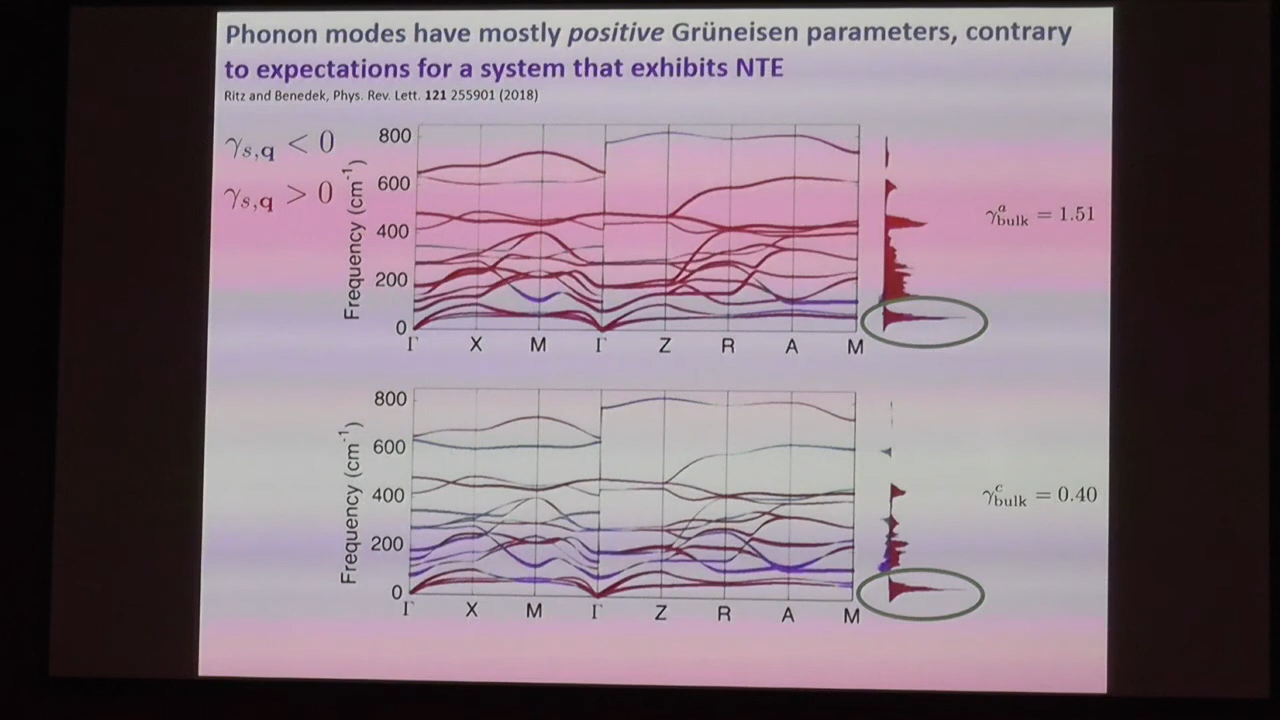 Phonon modes have mostly positive Grüneisen parameters, contrary
to expectations for a system that exhibits NTE
Ritz and Benedek, Phys. Rev. Lett. 121 255901 (2018)
γs,q < 0
γs,q > 0
Frequency (cm-1)
800
600
400
200
0
Γ X M Γ Z R A M
γᵃbulk = 1.51
Frequency (cm-1)
800
600
400
200
0
Γ X M Γ Z R A M
γᶜbulk = 0.40